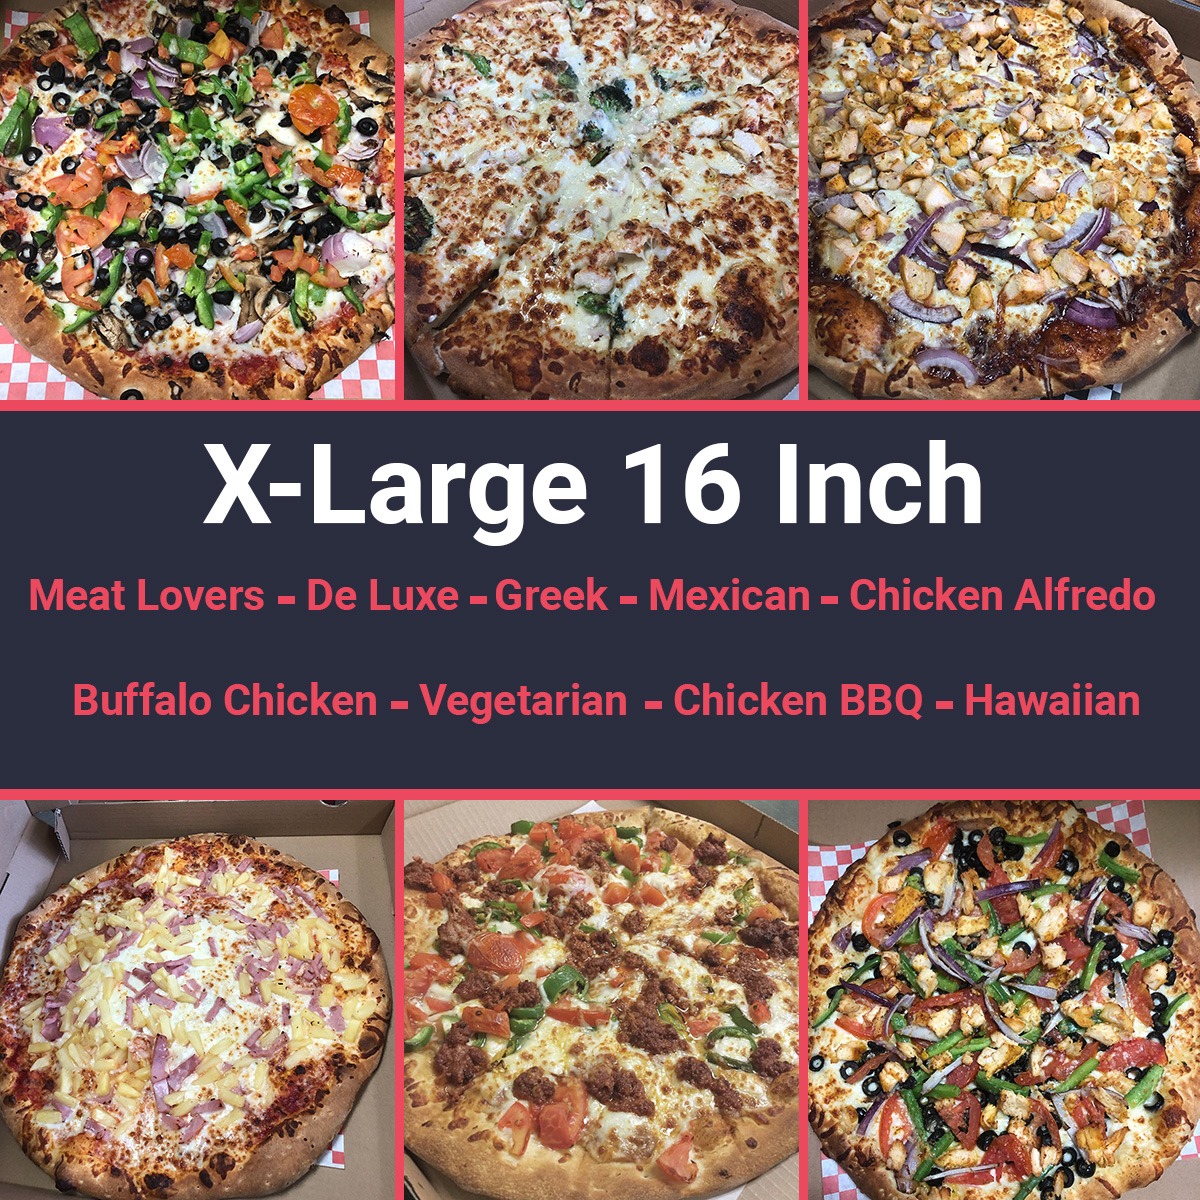 X-Large 16 Inch
Meat Lovers - De Luxe - Greek - Mexican - Chicken Alfredo
Buffalo Chicken - Vegetarian - Chicken BBQ - Hawaiian